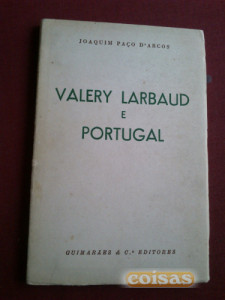 JOAQUIM PAÇO D'ARCOS
VALERY LARBAUD
E
PORTUGAL
GUIMARÃES & C.ª EDITORES
coisas